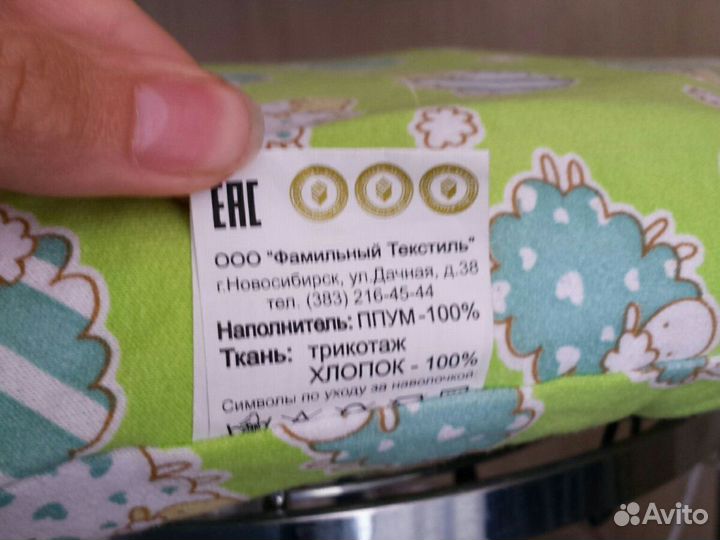 EAC
ООО "Фамильный Текстиль"
г.Новосибирск, ул.Дачная, д.38
тел. (383) 216-45-44
Наполнитель: ППУМ-100%
Ткань: трикотаж
ХЛОПОК - 100%
Символы по уходу за наволочкой:
Avito